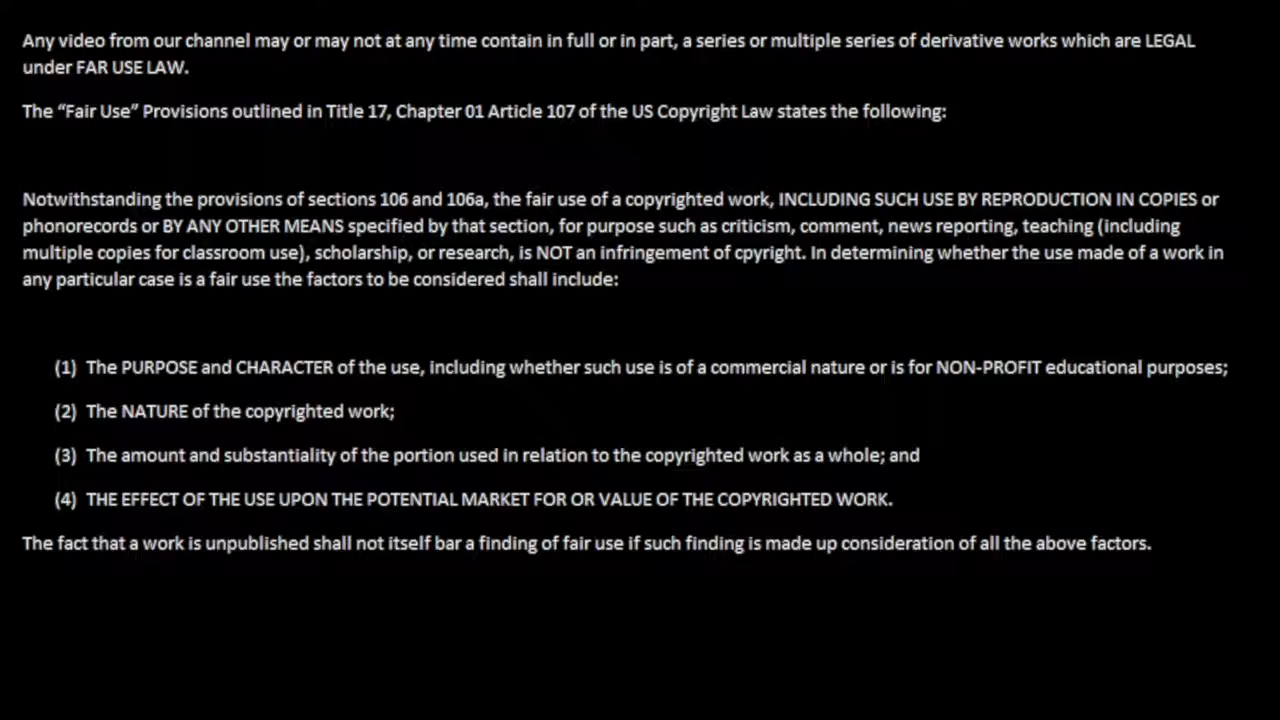 Any video from our channel may or may not at any time contain in full or in part, a series or multiple series of derivative works which are LEGAL
under FAR USE LAW.
The “Fair Use” Provisions outlined in Title 17, Chapter 01 Article 107 of the US Copyright Law states the following:
Notwithstanding the provisions of sections 106 and 106a, the fair use of a copyrighted work, INCLUDING SUCH USE BY REPRODUCTION IN COPIES or
phonorecords or BY ANY OTHER MEANS specified by that section, for purpose such as criticism, comment, news reporting, teaching (including
multiple copies for classroom use), scholarship, or research, is NOT an infringement of cpyright. In determining whether the use made of a work in
any particular case is a fair use the factors to be considered shall include:
(1) The PURPOSE and CHARACTER of the use, including whether such use is of a commercial nature or is for NON-PROFIT educational purposes;
(2) The NATURE of the copyrighted work;
(3) The amount and substantiality of the portion used in relation to the copyrighted work as a whole; and
(4) THE EFFECT OF THE USE UPON THE POTENTIAL MARKET FOR OR VALUE OF THE COPYRIGHTED WORK.
The fact that a work is unpublished shall not itself bar a finding of fair use if such finding is made up consideration of all the above factors.